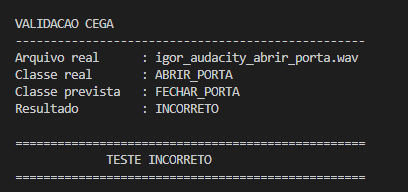 VALIDACAO CEGA
--------------------------------------------------
Arquivo real      : igor_audacity_abrir_porta.wav
Classe real       : ABRIR_PORTA
Classe prevista   : FECHAR_PORTA
Resultado         : INCORRETO
==================================================
TESTE INCORRETO
==================================================